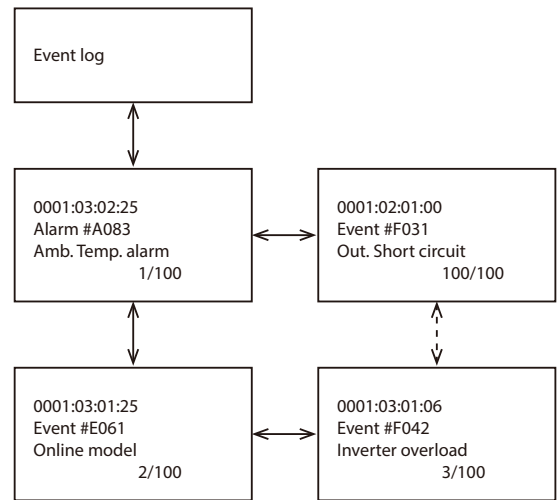 Event log
0001:03:02:25
Alarm #A083
Amb. Temp. alarm
1/100
0001:02:01:00
Event #F031
Out. Short circuit
100/100
0001:03:01:25
Event #E061
Online model
2/100
0001:03:01:06
Event #F042
Inverter overload
3/100